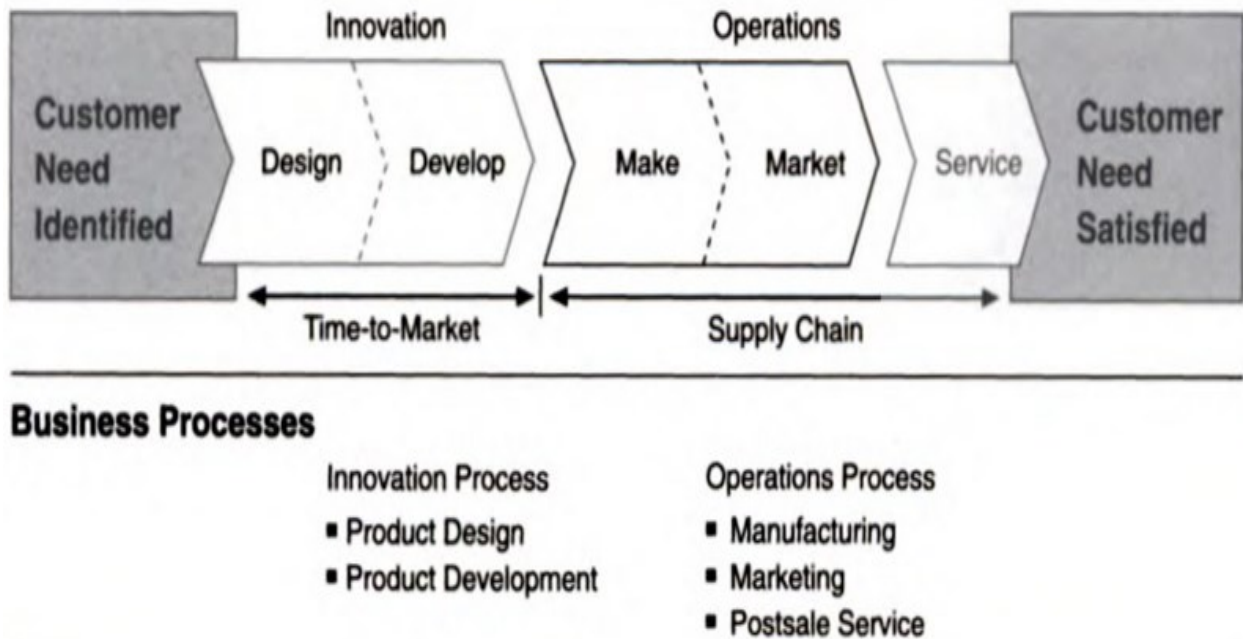 Innovation
Operations
Customer
Need
Identified
Design
Develop
Make
Market
Service
Customer
Need
Satisfied
Time-to-Market
Supply Chain
Business Processes
Innovation Process
▪ Product Design
▪ Product Development
Operations Process
▪ Manufacturing
▪ Marketing
▪ Postsale Service